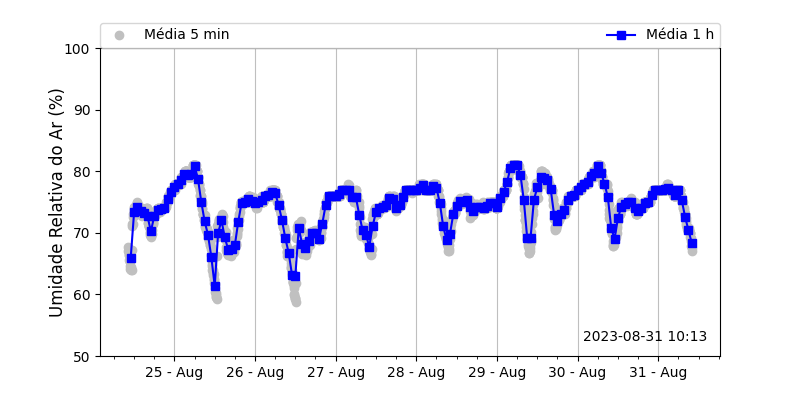 Média 5 min
Média 1 h
Umidade Relativa do Ar (%)
100
90
80
70
60
50
2023-08-31 10:13
25 - Aug
26 - Aug
27 - Aug
28 - Aug
29 - Aug
30 - Aug
31 - Aug